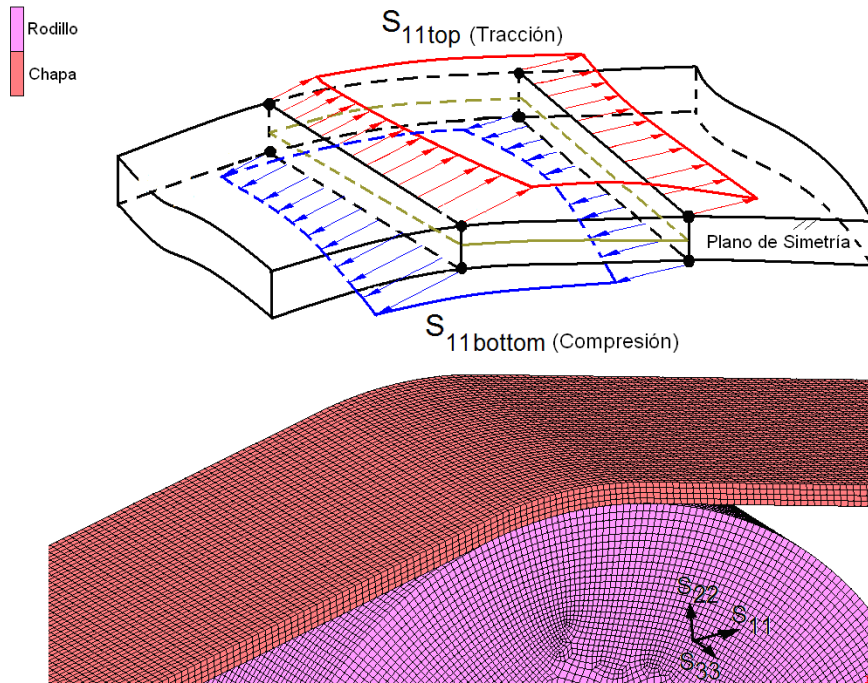 Rodillo
Chapa
S11top (Tracción)
Plano de Simetría
S11bottom (Compresión)
S22
S11
S33